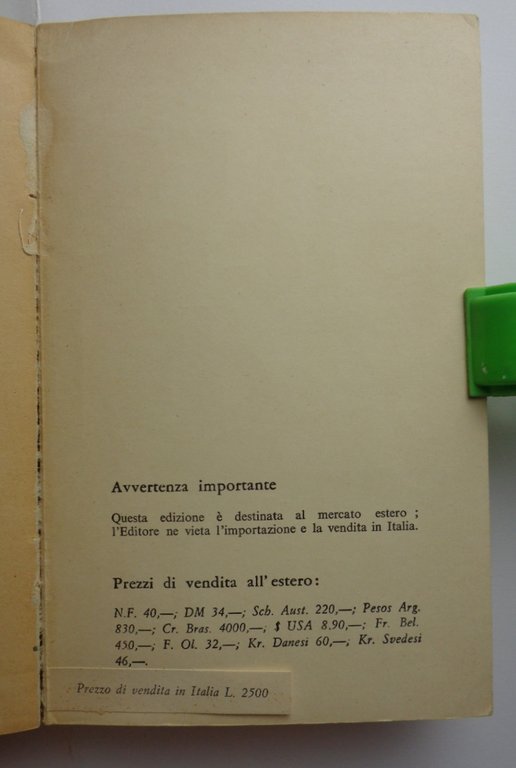 Avvertenza importante
Questa edizione è destinata al mercato estero ;
l'Editore ne vieta l'importazione e la vendita in Italia.
Prezzi di vendita all'estero:
N.F. 40,—; DM 34,—; Sch. Aust. 220,—; Pesos Arg.
830,—; Cr. Bras. 4000,—; $ USA 8.90,—; Fr. Bel.
450,—; F. Ol. 32,—; Kr. Danesi 60,—; Kr. Svedesi
46,—.
Prezzo di vendita in Italia L. 2500